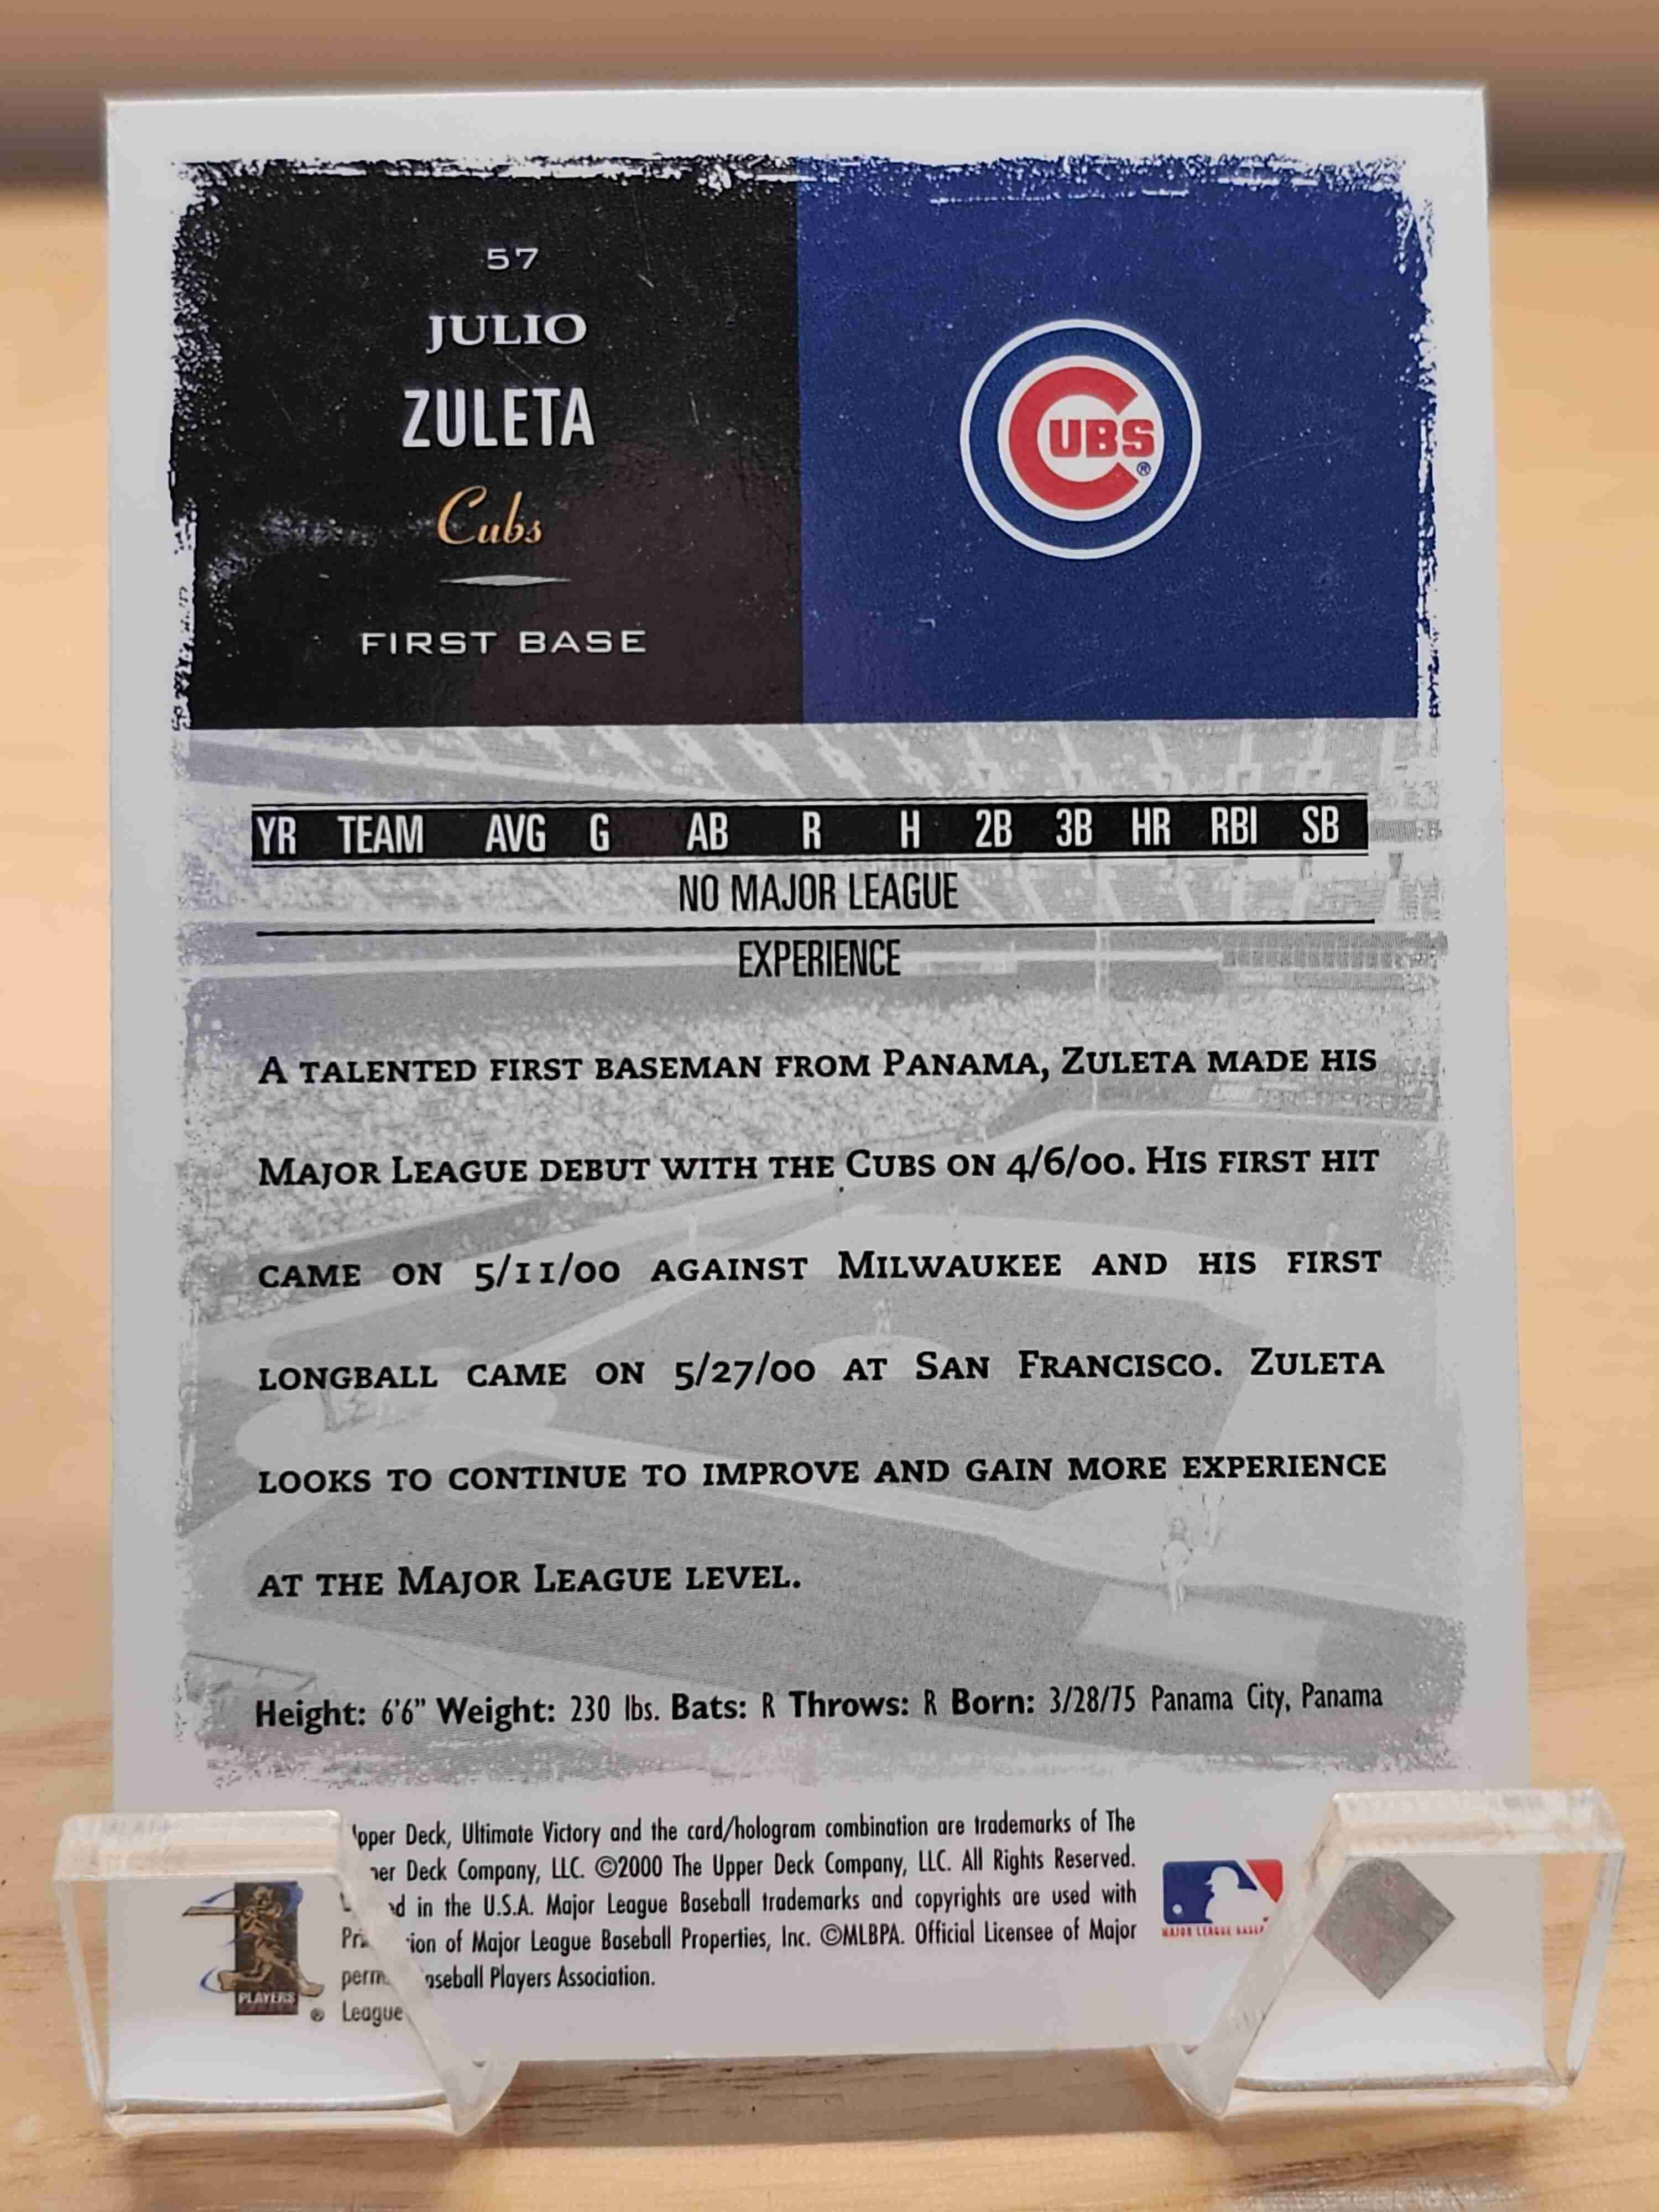 57
JULIO
ZULETA
Cubs
FIRST BASE
CUBS ®
YR TEAM AVG G AB R H 2B 3B HR RBI SB
NO MAJOR LEAGUE
EXPERIENCE
A TALENTED FIRST BASEMAN FROM PANAMA, ZULETA MADE HIS
MAJOR LEAGUE DEBUT WITH THE CUBS ON 4/6/00. HIS FIRST HIT
CAME ON 5/11/00 AGAINST MILWAUKEE AND HIS FIRST
LONGBALL CAME ON 5/27/00 AT SAN FRANCISCO. ZULETA
LOOKS TO CONTINUE TO IMPROVE AND GAIN MORE EXPERIENCE
AT THE MAJOR LEAGUE LEVEL.
Height: 6'6" Weight: 230 lbs. Bats: R Throws: R Born: 3/28/75 Panama City, Panama
Deck, Ultimate Victory and the card/hologram combination are trademarks of The
Deck Company, LLC. ©2000 The Upper Deck Company, LLC. All Rights Reserved.
in the U.S.A. Major League Baseball trademarks and copyrights are used with
of Major League Baseball Properties, Inc. ©MLBPA. Official Licensee of Major
Players Association.
League
PLAYERS ®
MAJOR LEAGUE